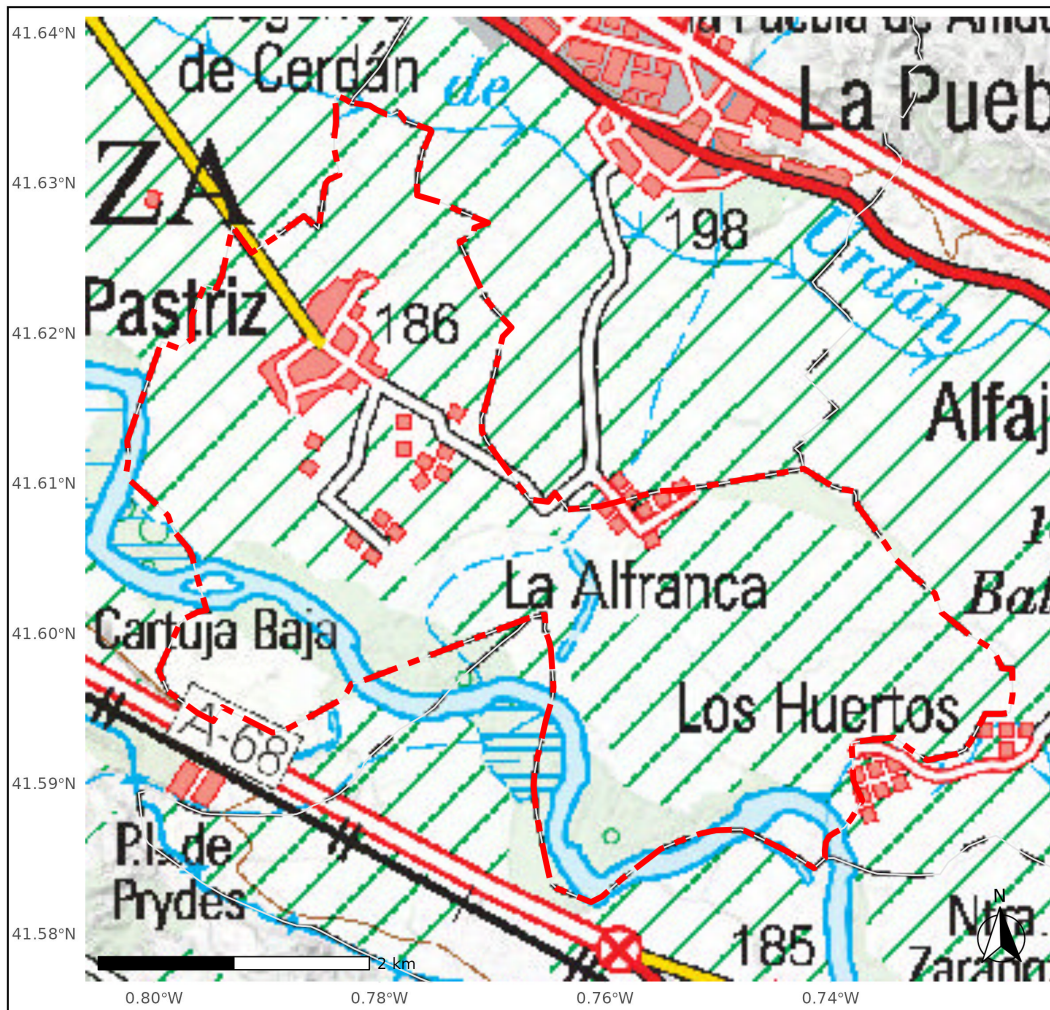 41.64°N
de Cerdán
de
La Pueb
ZA
41.63°N
198
Urdán
Pastriz
186
41.62°N
Alfaj
41.61°N
La Alfranca
Bal
41.60°N
Cartuja Baja
Los Huertos
A-68
41.59°N
P.I. de
Prydes
N
Ntra.
185
41.58°N
2 km
0.80°W
0.78°W
0.76°W
0.74°W